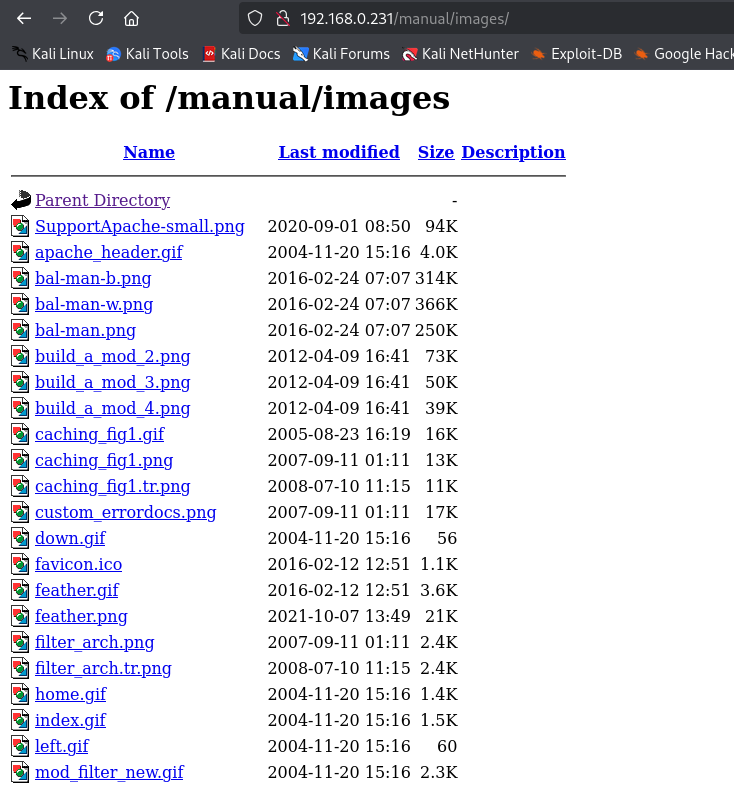 192.168.0.231/manual/images/
Kali Linux Kali Tools Kali Docs Kali Forums Kali NetHunter Exploit-DB Google Hack
Index of /manual/images
Name Last modified Size Description
Parent Directory -
SupportApache-small.png 2020-09-01 08:50 94K
apache_header.gif 2004-11-20 15:16 4.0K
bal-man-b.png 2016-02-24 07:07 314K
bal-man-w.png 2016-02-24 07:07 366K
bal-man.png 2016-02-24 07:07 250K
build_a_mod_2.png 2012-04-09 16:41 73K
build_a_mod_3.png 2012-04-09 16:41 50K
build_a_mod_4.png 2012-04-09 16:41 39K
caching_fig1.gif 2005-08-23 16:19 16K
caching_fig1.png 2007-09-11 01:11 13K
caching_fig1.tr.png 2008-07-10 11:15 11K
custom_errordocs.png 2007-09-11 01:11 17K
down.gif 2004-11-20 15:16 56
favicon.ico 2016-02-12 12:51 1.1K
feather.gif 2016-02-12 12:51 3.6K
feather.png 2021-10-07 13:49 21K
filter_arch.png 2007-09-11 01:11 2.4K
filter_arch.tr.png 2008-07-10 11:15 2.4K
home.gif 2004-11-20 15:16 1.4K
index.gif 2004-11-20 15:16 1.5K
left.gif 2004-11-20 15:16 60
mod_filter_new.gif 2004-11-20 15:16 2.3K